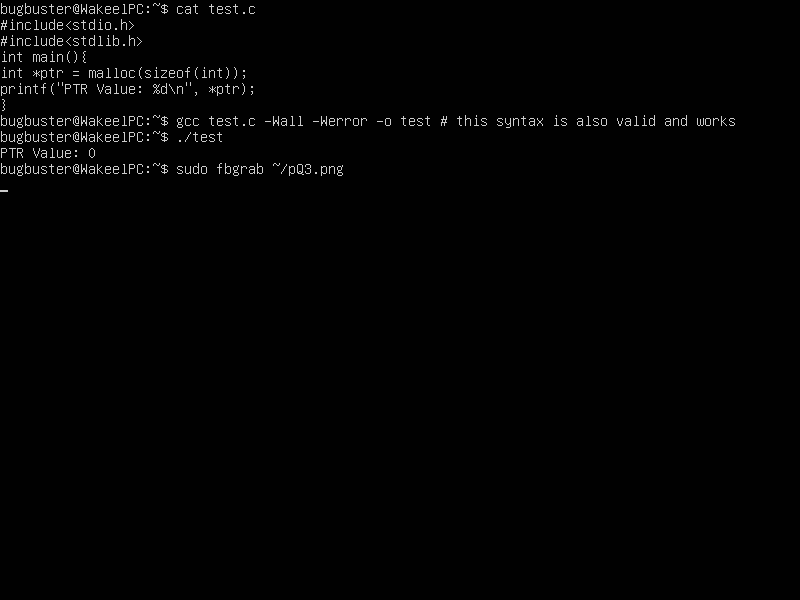 bugbuster@WakeelPC:~$ cat test.c
#include<stdio.h>
#include<stdlib.h>
int main(){
int *ptr = malloc(sizeof(int));
printf("PTR Value: %d\n", *ptr);
}
bugbuster@WakeelPC:~$ gcc test.c -Wall -Werror -o test # this syntax is also valid and works
bugbuster@WakeelPC:~$ ./test
PTR Value: 0
bugbuster@WakeelPC:~$ sudo fbgrab ~/pQ3.png